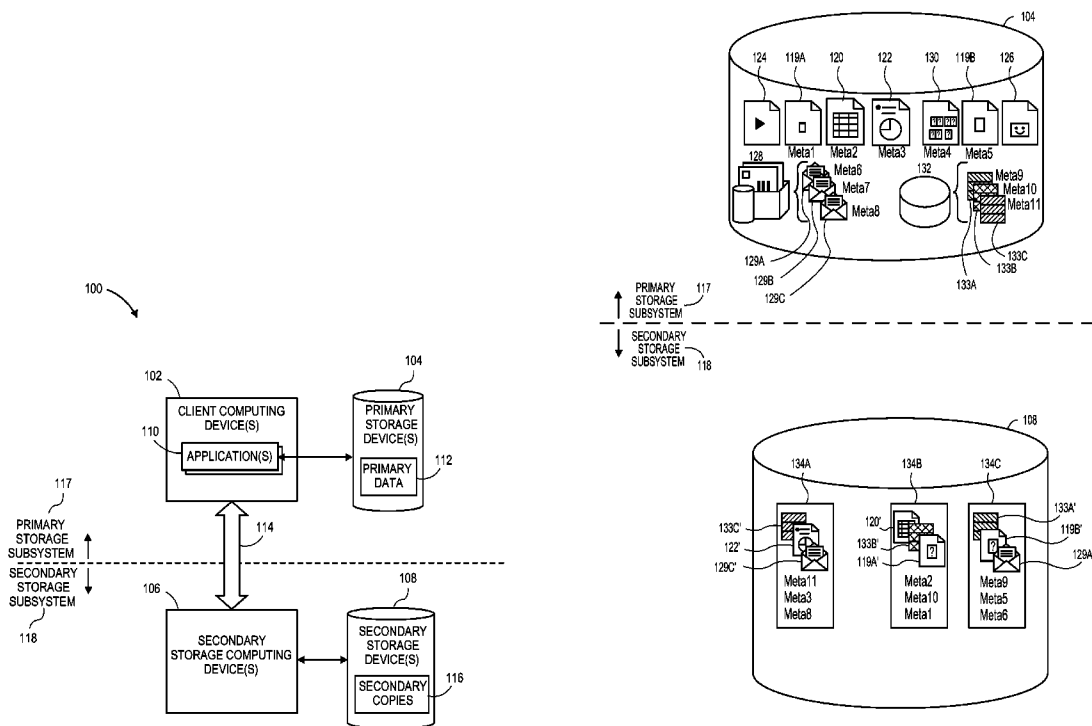 100
102
CLIENT COMPUTING
DEVICE(S)
110
APPLICATION(S)
104
PRIMARY
STORAGE
DEVICE(S)
PRIMARY
DATA
112
117
PRIMARY
STORAGE
SUBSYSTEM
114
SECONDARY
STORAGE
SUBSYSTEM
118
106
SECONDARY
STORAGE COMPUTING
DEVICE(S)
108
SECONDARY
STORAGE
DEVICE(S)
SECONDARY
COPIES
116
104
124 119A 120 122 130 119B 126
Meta1 Meta2 Meta3 Meta4 Meta5
128
Meta6
Meta7
Meta8
132
Meta9
Meta10
Meta11
129A
129B
129C
133C
133B
133A
PRIMARY
STORAGE
SUBSYSTEM
117
SECONDARY
STORAGE
SUBSYSTEM
118
108
134A 134B 134C
133C'
122'
129C'
Meta11
Meta3
Meta8
120'
133B'
119A'
?
Meta2
Meta10
Meta1
133A'
119B'
?
129A
Meta9
Meta5
Meta6